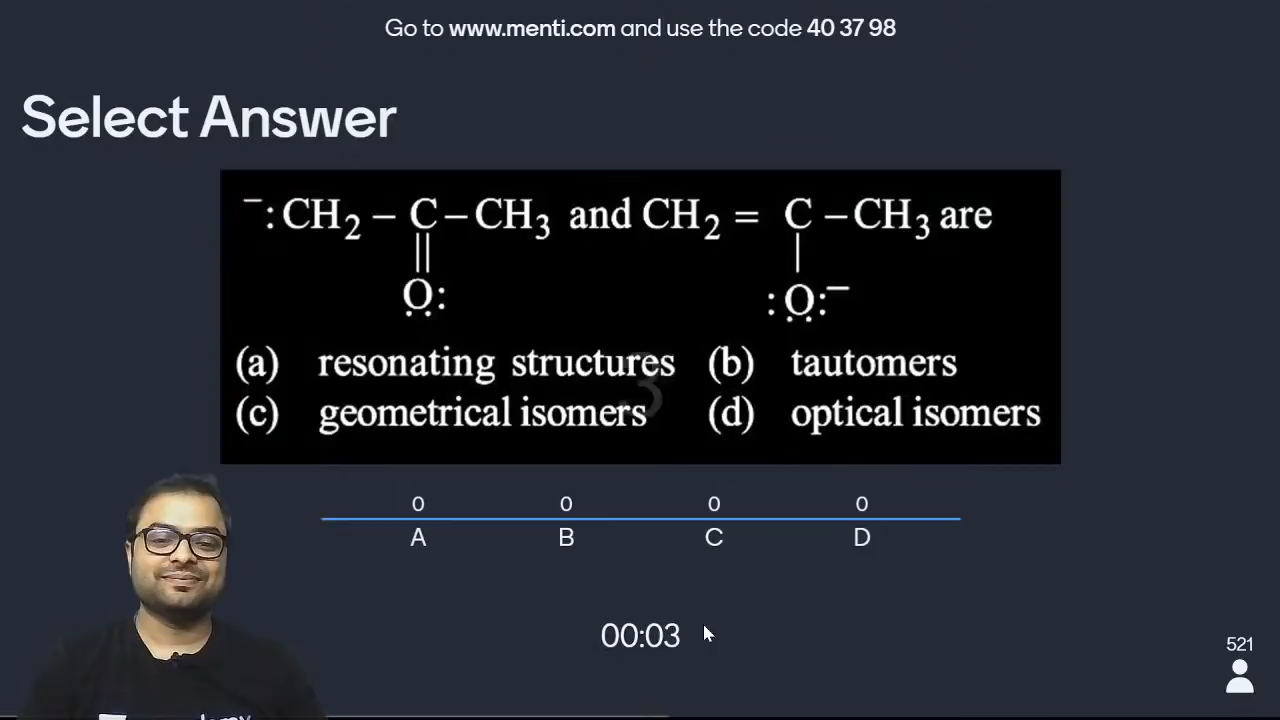 Go to www.menti.com and use the code 40 37 98
Select Answer
⁻:CH₂ – C – CH₃ and CH₂ = C – CH₃ are
|| |
O: :O:⁻
(a) resonating structures (b) tautomers
(c) geometrical isomers (d) optical isomers
3
0 0 0 0
A B C D
00:03
521